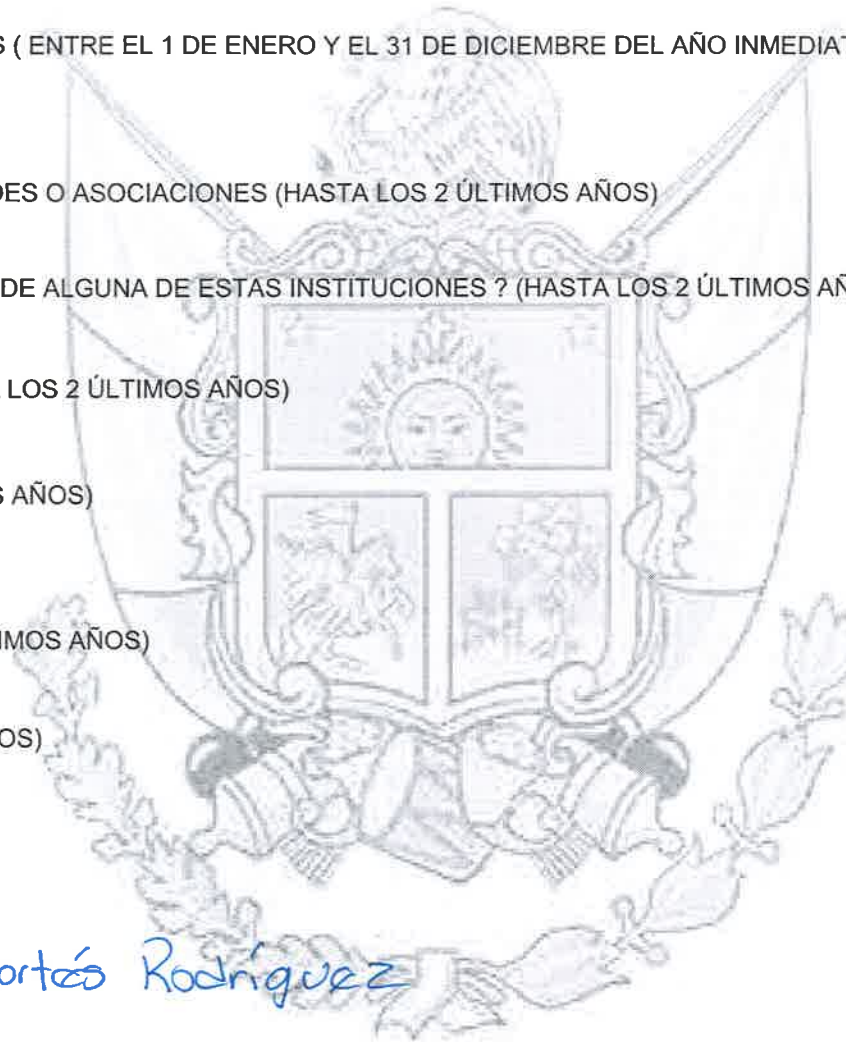 S ( ENTRE EL 1 DE ENERO Y EL 31 DE DICIEMBRE DEL AÑO INMEDIAT
DES O ASOCIACIONES (HASTA LOS 2 ÚLTIMOS AÑOS)
DE ALGUNA DE ESTAS INSTITUCIONES ? (HASTA LOS 2 ÚLTIMOS AÑ
LOS 2 ÚLTIMOS AÑOS)
S AÑOS)
IMOS AÑOS)
OS)
ortés Rodríguez